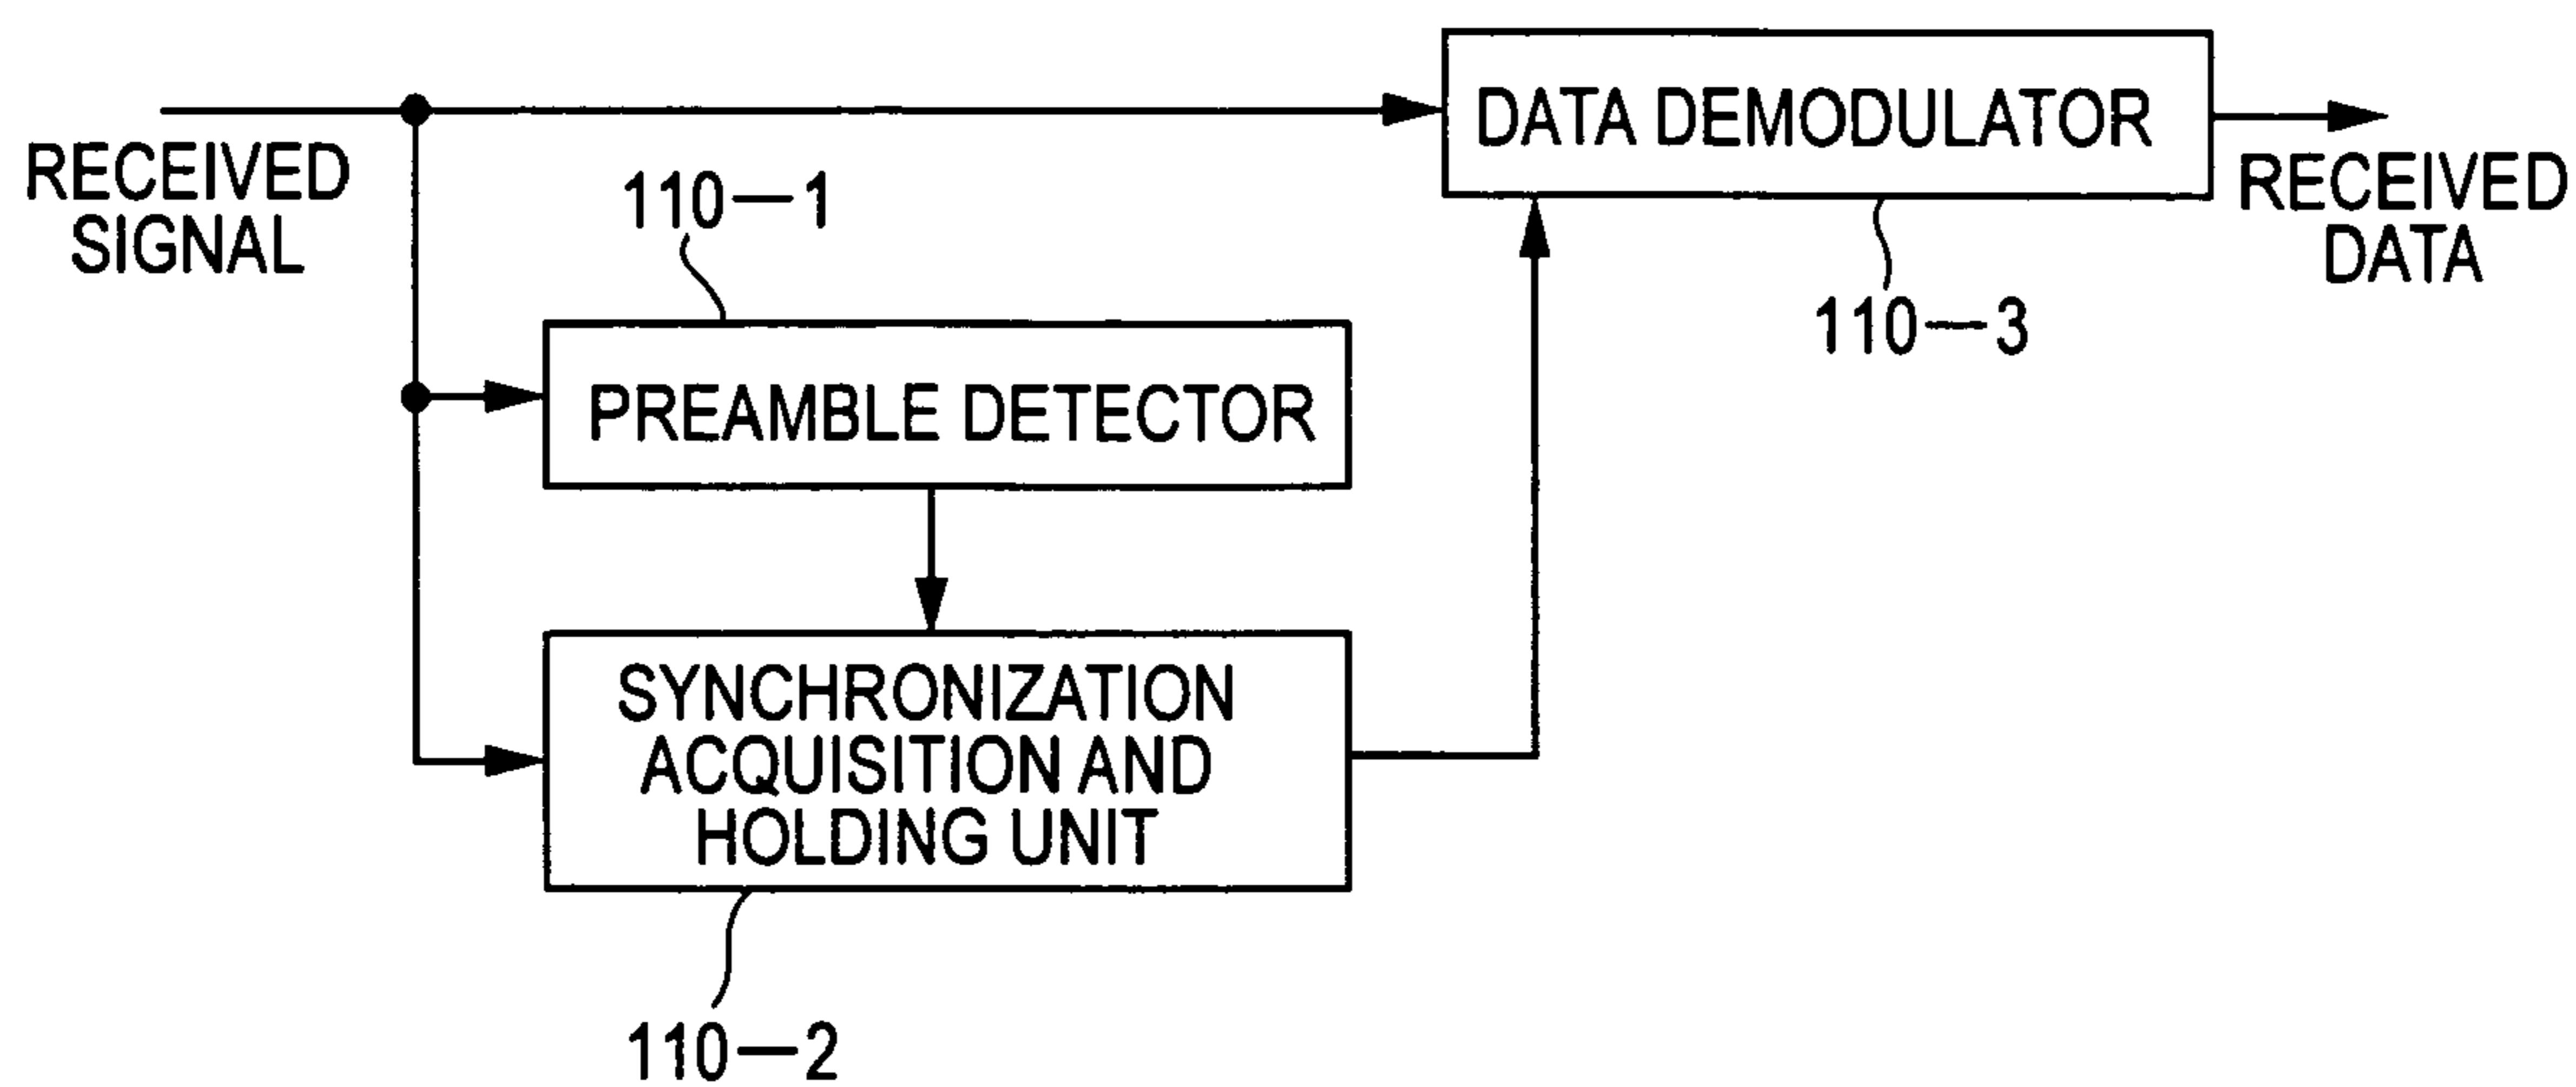 DATA DEMODULATOR
RECEIVED
SIGNAL
RECEIVED
DATA
110-1
110-3
PREAMBLE DETECTOR
SYNCHRONIZATION
ACQUISITION AND
HOLDING UNIT
110-2